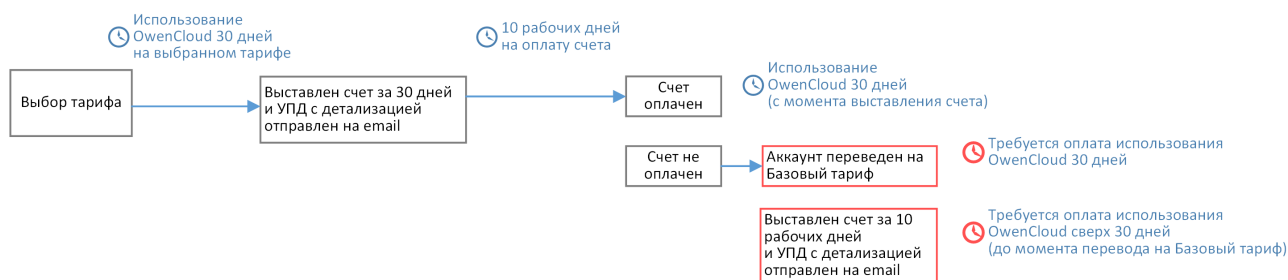 Использование
OwenCloud 30 дней
на выбранном тарифе
10 рабочих дней
на оплату счета
Выбор тарифа
Выставлен счет за 30 дней
и УПД с детализацией
отправлен на email
Счет
оплачен
Использование
OwenCloud 30 дней
(с момента выставления счета)
Счет не
оплачен
Аккаунт переведен на
Базовый тариф
Требуется оплата использования
OwenCloud 30 дней
Выставлен счет за 10
рабочих дней
и УПД с детализацией
отправлен на email
Требуется оплата использования
OwenCloud сверх 30 дней
(до момента перевода на Базовый тариф)